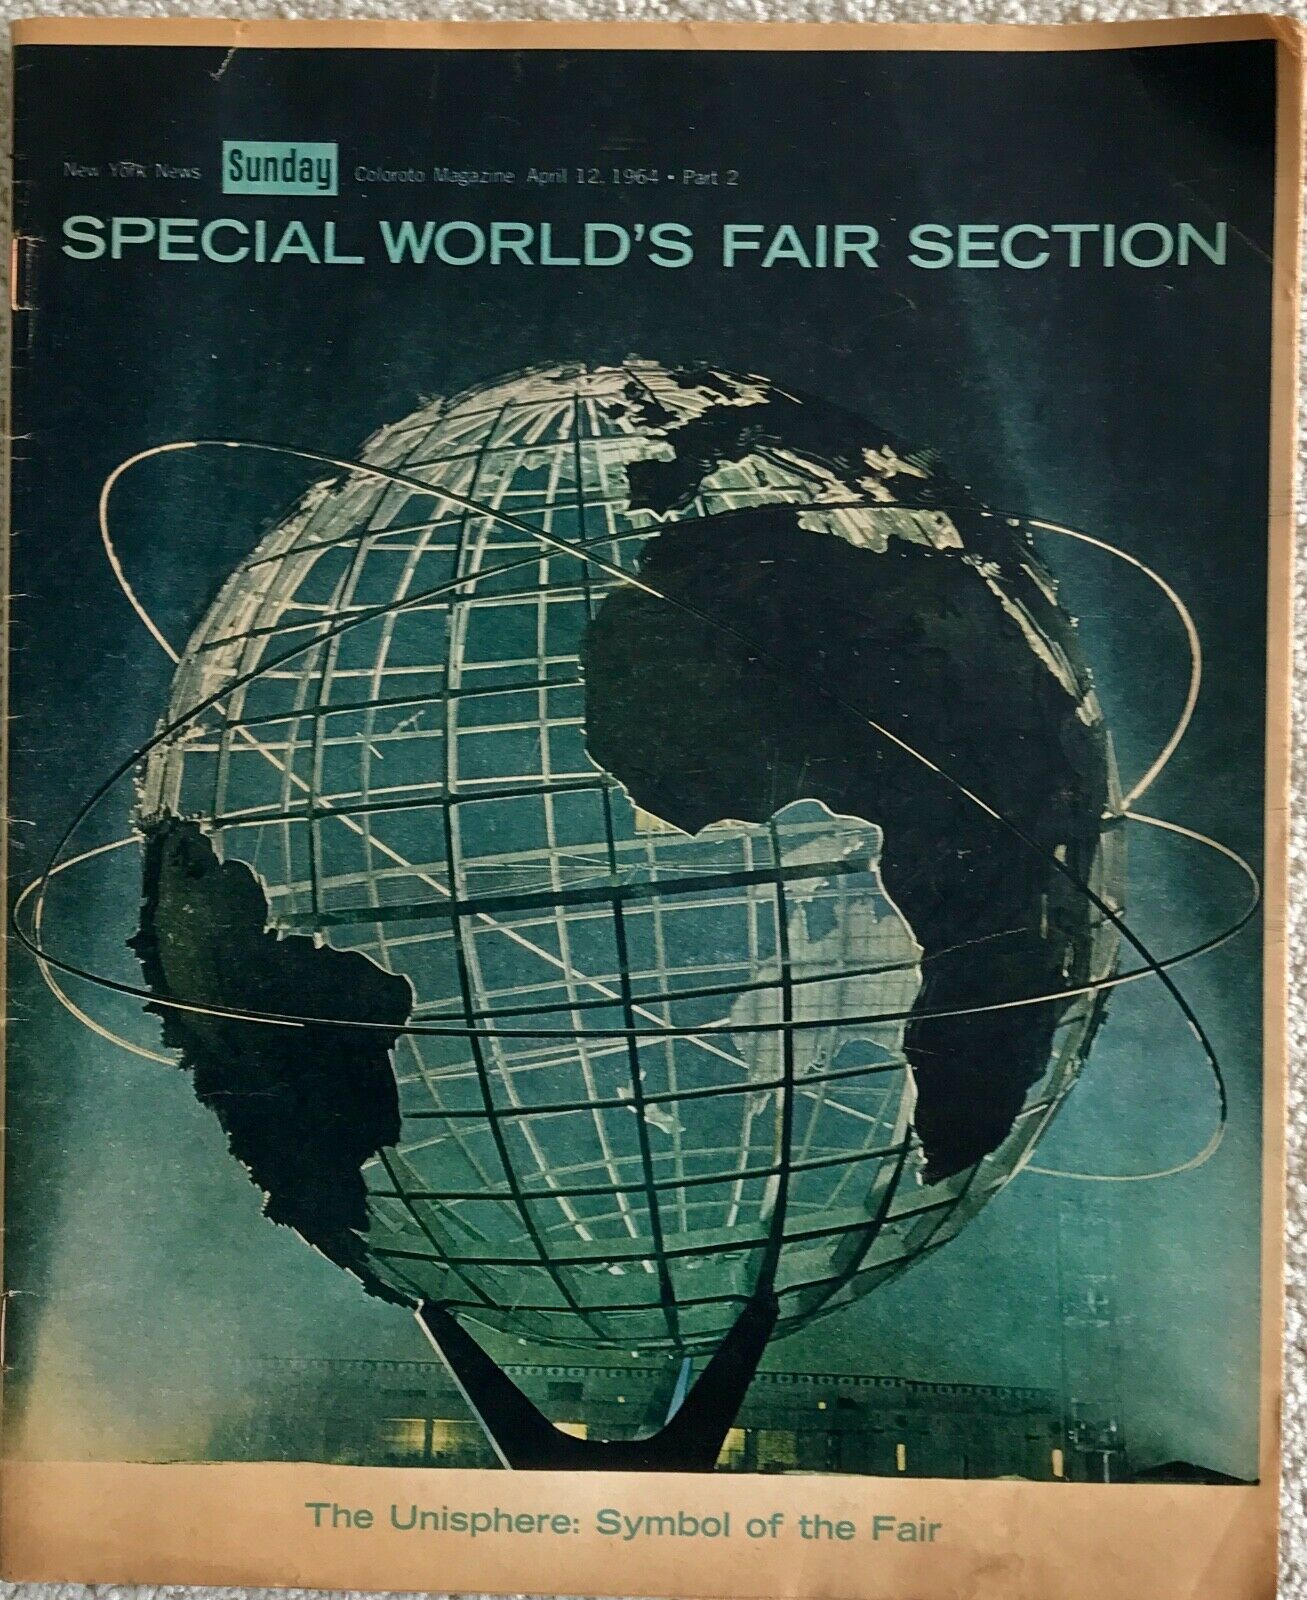 New York News Sunday Coloroto Magazine April 12, 1964 • Part 2
SPECIAL WORLD'S FAIR SECTION
The Unisphere: Symbol of the Fair